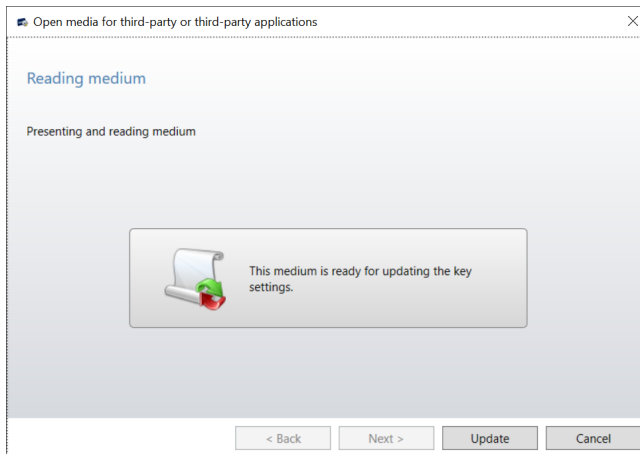 Open media for third-party or third-party applications
Reading medium
Presenting and reading medium
This medium is ready for updating the key
settings.
< Back
Next >
Update
Cancel